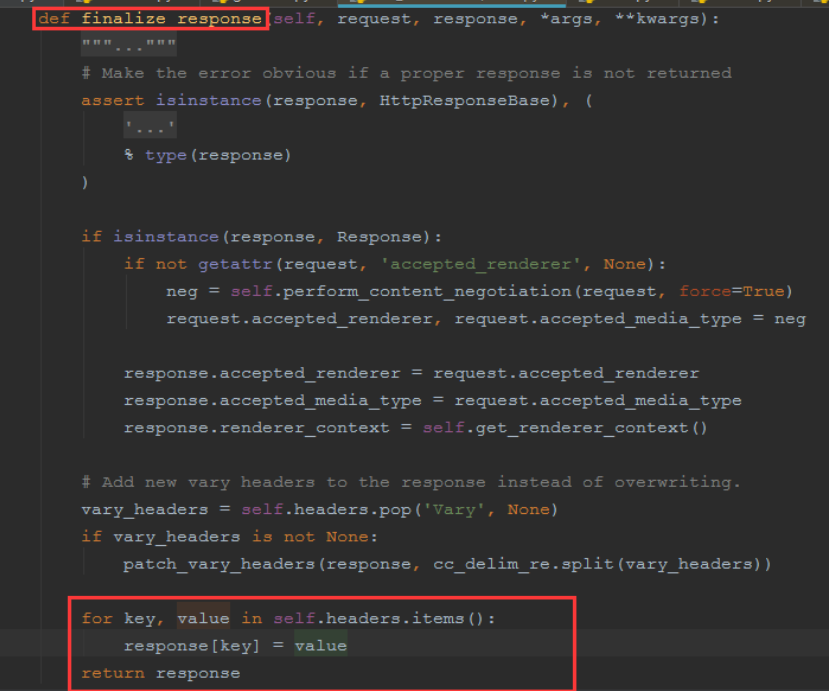 def finalize_response(self, request, response, *args, **kwargs):
    """..."""
    # Make the error obvious if a proper response is not returned
    assert isinstance(response, HttpResponseBase), (
        '...'
        % type(response)
    )

    if isinstance(response, Response):
        if not getattr(request, 'accepted_renderer', None):
            neg = self.perform_content_negotiation(request, force=True)
            request.accepted_renderer, request.accepted_media_type = neg

        response.accepted_renderer = request.accepted_renderer
        response.accepted_media_type = request.accepted_media_type
        response.renderer_context = self.get_renderer_context()

    # Add new vary headers to the response instead of overwriting.
    vary_headers = self.headers.pop('Vary', None)
    if vary_headers is not None:
        patch_vary_headers(response, cc_delim_re.split(vary_headers))

    for key, value in self.headers.items():
        response[key] = value
    return response